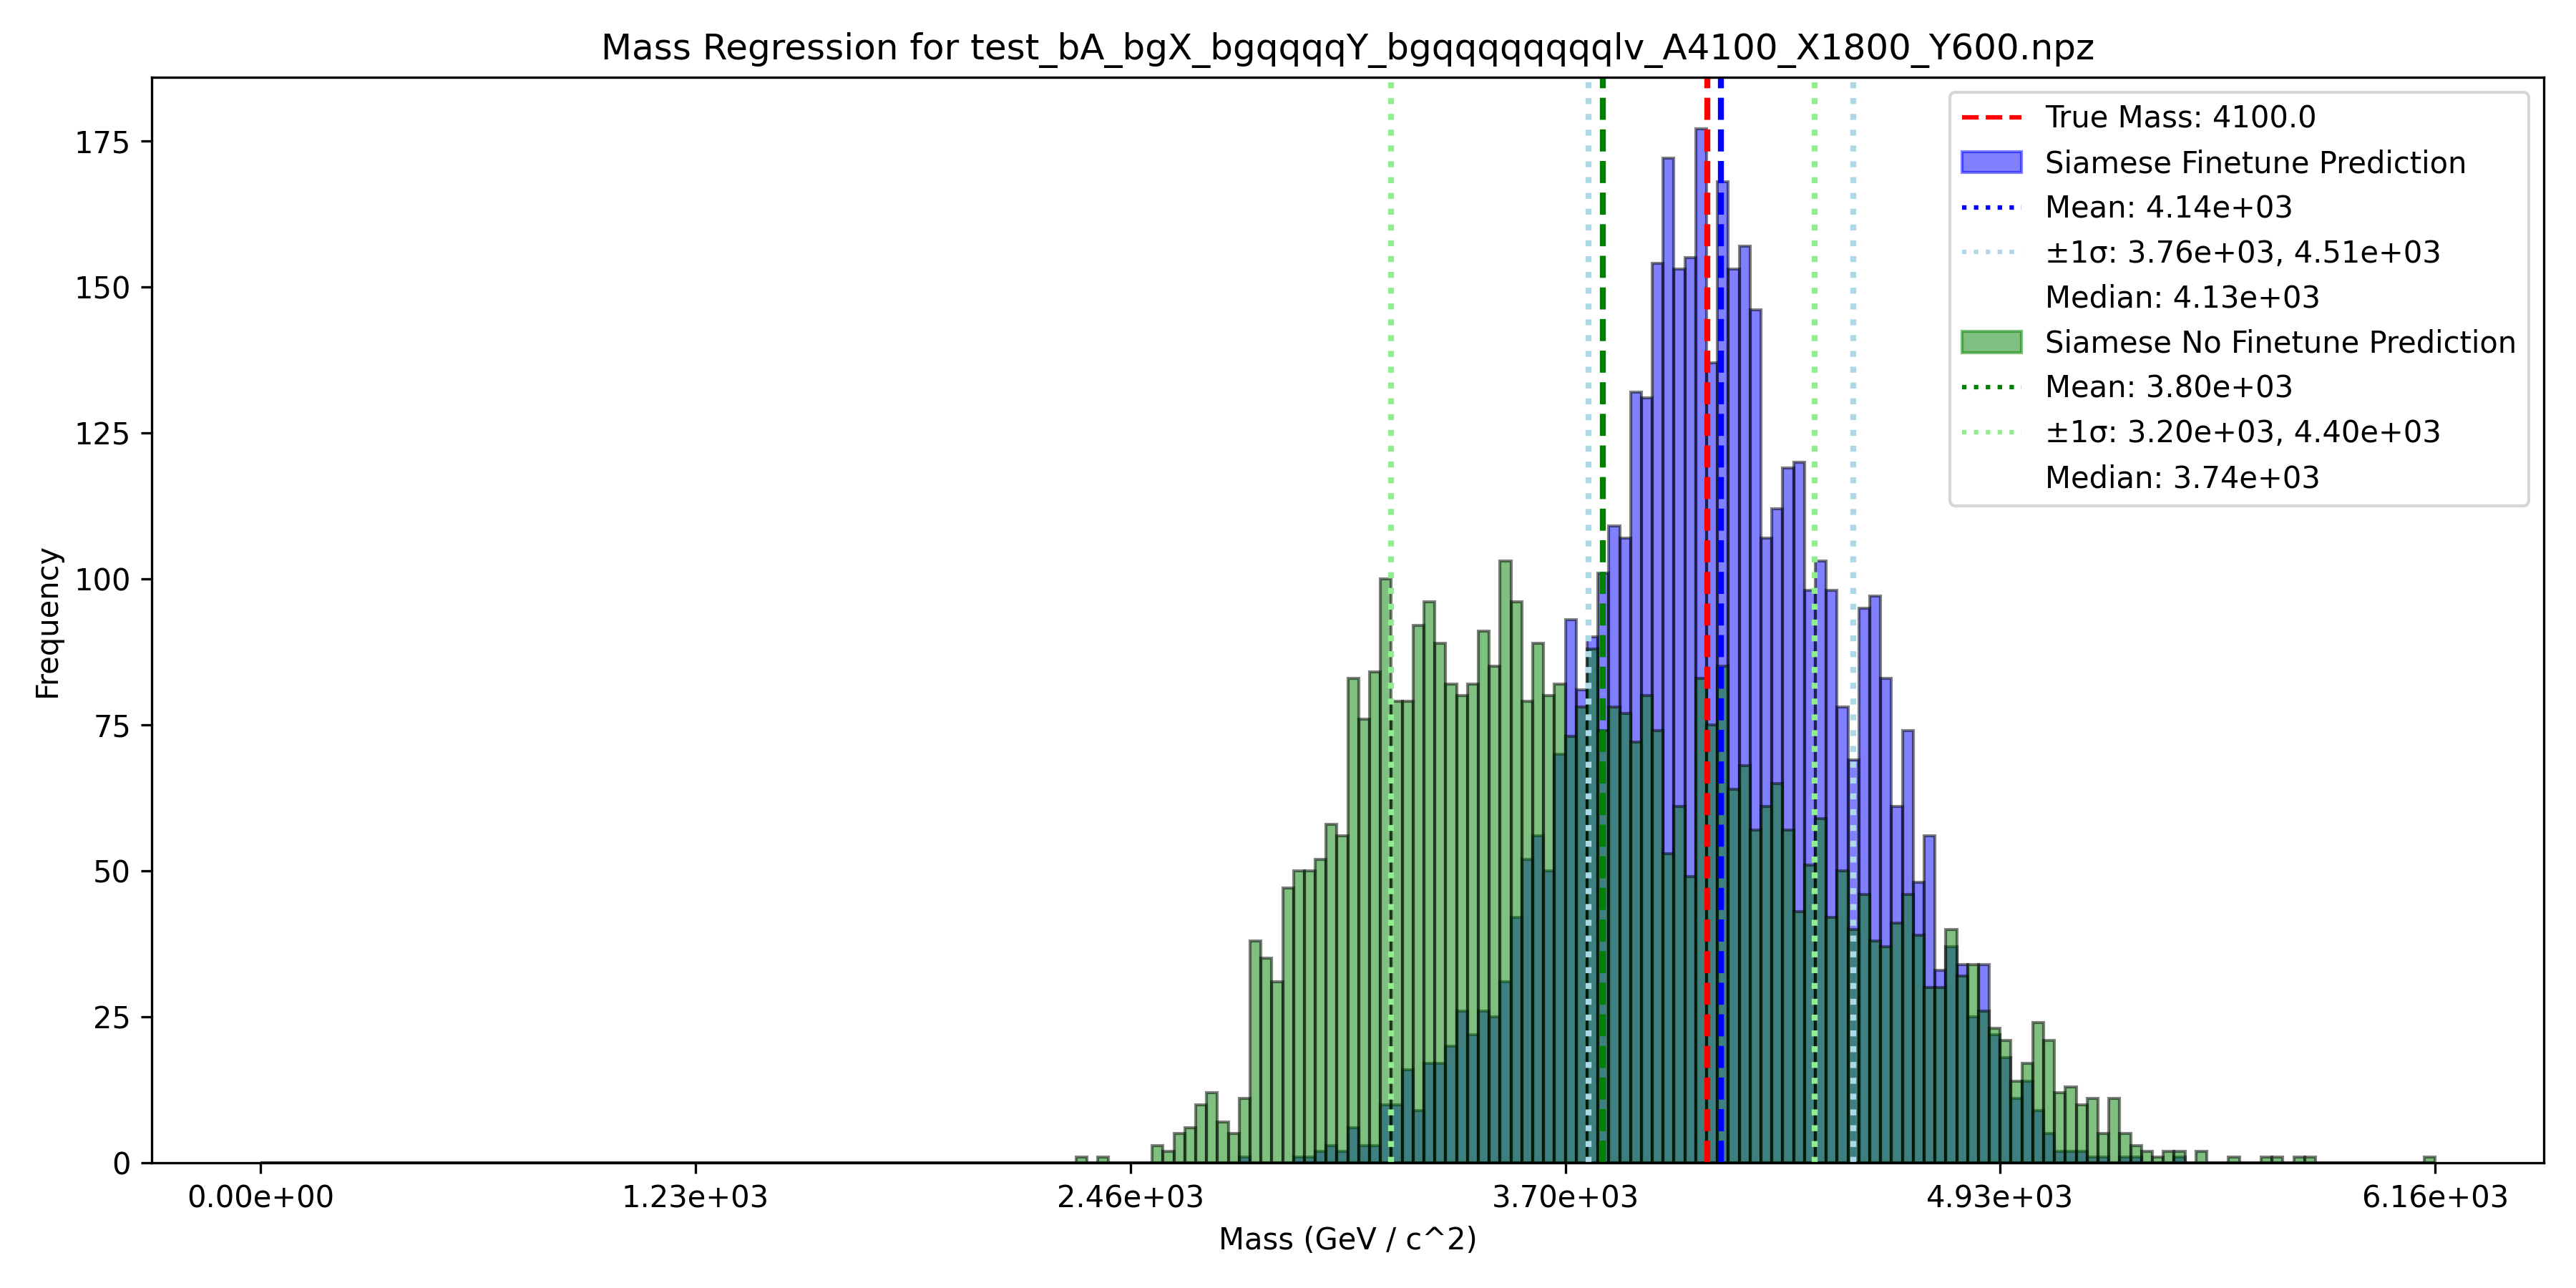 Mass Regression for test_bA_bgX_bgqqqqY_bgqqqqqqqqlv_A4100_X1800_Y600.npz
True Mass: 4100.0
Siamese Finetune Prediction
Mean: 4.14e+03
±1σ: 3.76e+03, 4.51e+03
Median: 4.13e+03
Siamese No Finetune Prediction
Mean: 3.80e+03
±1σ: 3.20e+03, 4.40e+03
Median: 3.74e+03
Frequency
175
150
125
100
75
50
25
0
0.00e+00
1.23e+03
2.46e+03
3.70e+03
4.93e+03
6.16e+03
Mass (GeV / c^2)